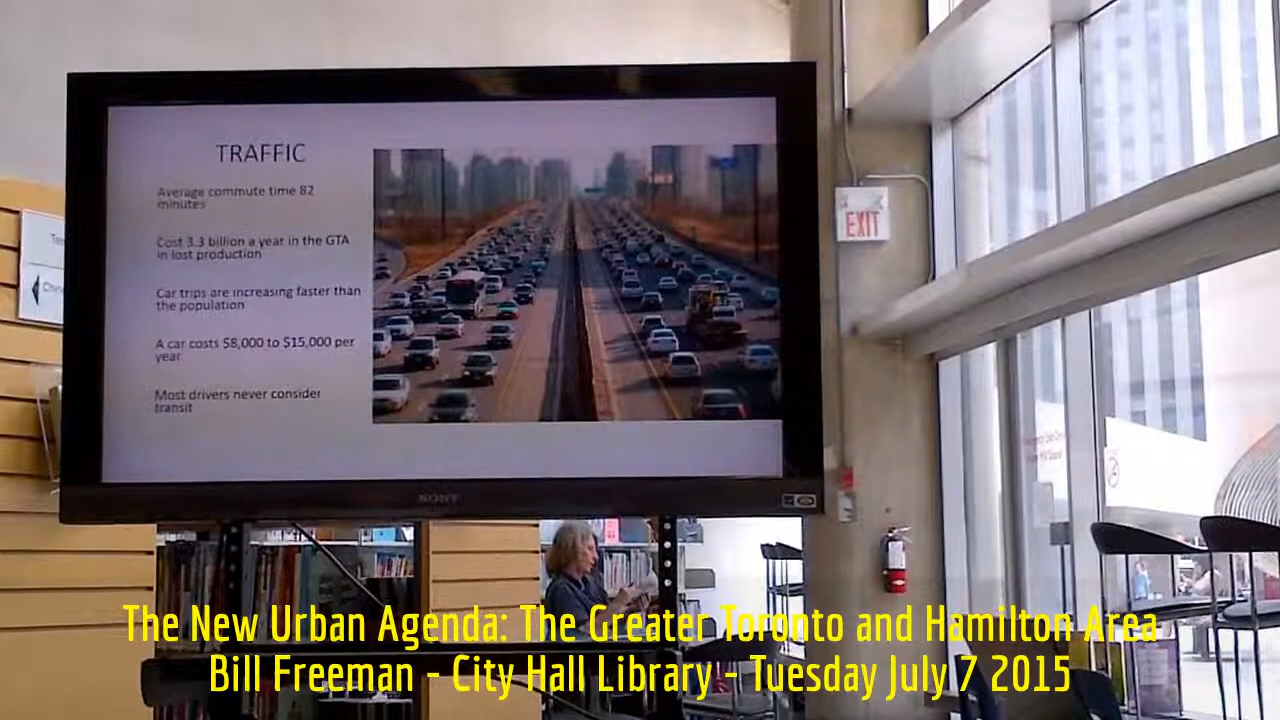 TRAFFIC
Average commute time 82
minutes
Cost 3.3 billion a year in the GTA
in lost production
Car trips are increasing faster than
the population
A car costs $8,000 to $15,000 per
year
Most drivers never consider
transit
SONY
EXIT
The New Urban Agenda: The Greater Toronto and Hamilton Area
Bill Freeman - City Hall Library - Tuesday July 7 2015